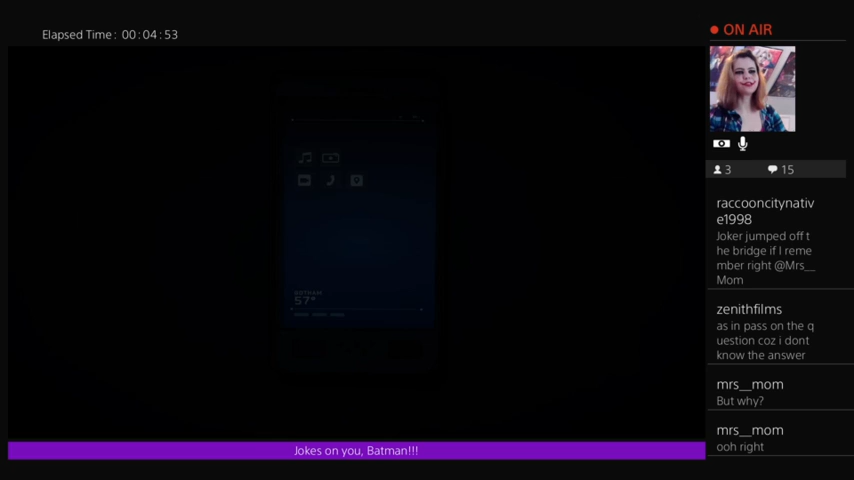 Elapsed Time: 00:04:53
ON AIR
3 15
raccooncitynativ
e1998
Joker jumped off t
he bridge if I reme
mber right @Mrs__
Mom
zenithfilms
as in pass on the q
uestion coz i dont
know the answer
mrs__mom
But why?
mrs__mom
ooh right
GOTHAM
57°
Jokes on you, Batman!!!